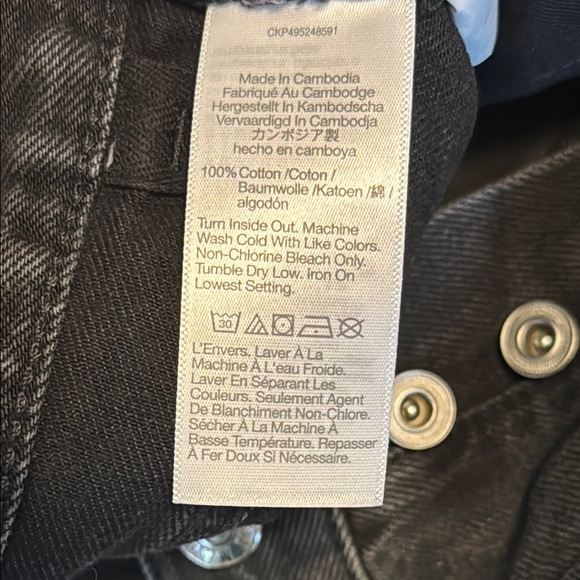 CKP495248591
Made In Cambodia
Fabriqué Au Cambodge
Hergestellt In Kambodscha
Vervaardigd In Cambodja
カンボジア製
hecho en camboya
100% Cotton /Coton /
Baumwolle /Katoen / 綿 /
algodón
Turn Inside Out. Machine
Wash Cold With Like Colors.
Non-Chlorine Bleach Only.
Tumble Dry Low. Iron On
Lowest Setting.
30
L'Envers. Laver À La
Machine À L'eau Froide.
Laver En Séparant Les
Couleurs. Seulement Agent
De Blanchiment Non-Chlore.
Sécher À La Machine À
Basse Température. Repasser
À Fer Doux Si Nécessaire.